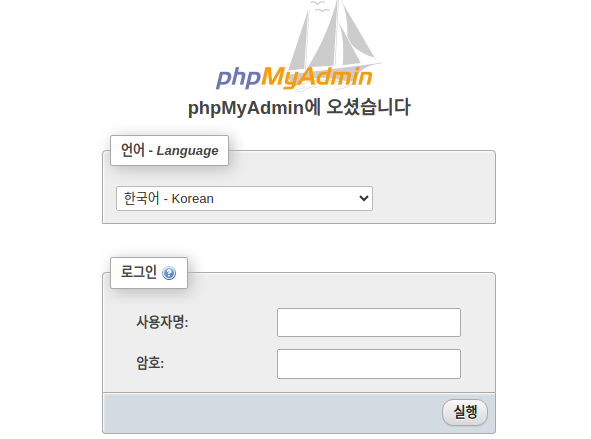 phpMyAdmin
phpMyAdmin에 오셨습니다
언어 - Language
한국어 - Korean
로그인
사용자명:
암호:
실행